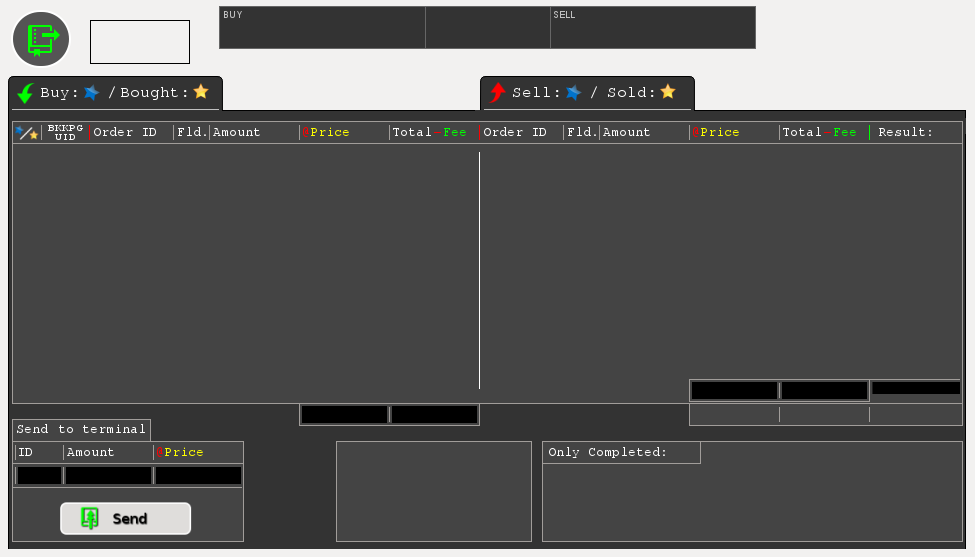 BUY SELL
Buy: / Bought: Sell: / Sold:
/ BKKPG UID Order ID Fld. Amount Price Total-Fee Order ID Fld. Amount Price Total-Fee Result:
Send to terminal
ID Amount Price Only Completed:
Send